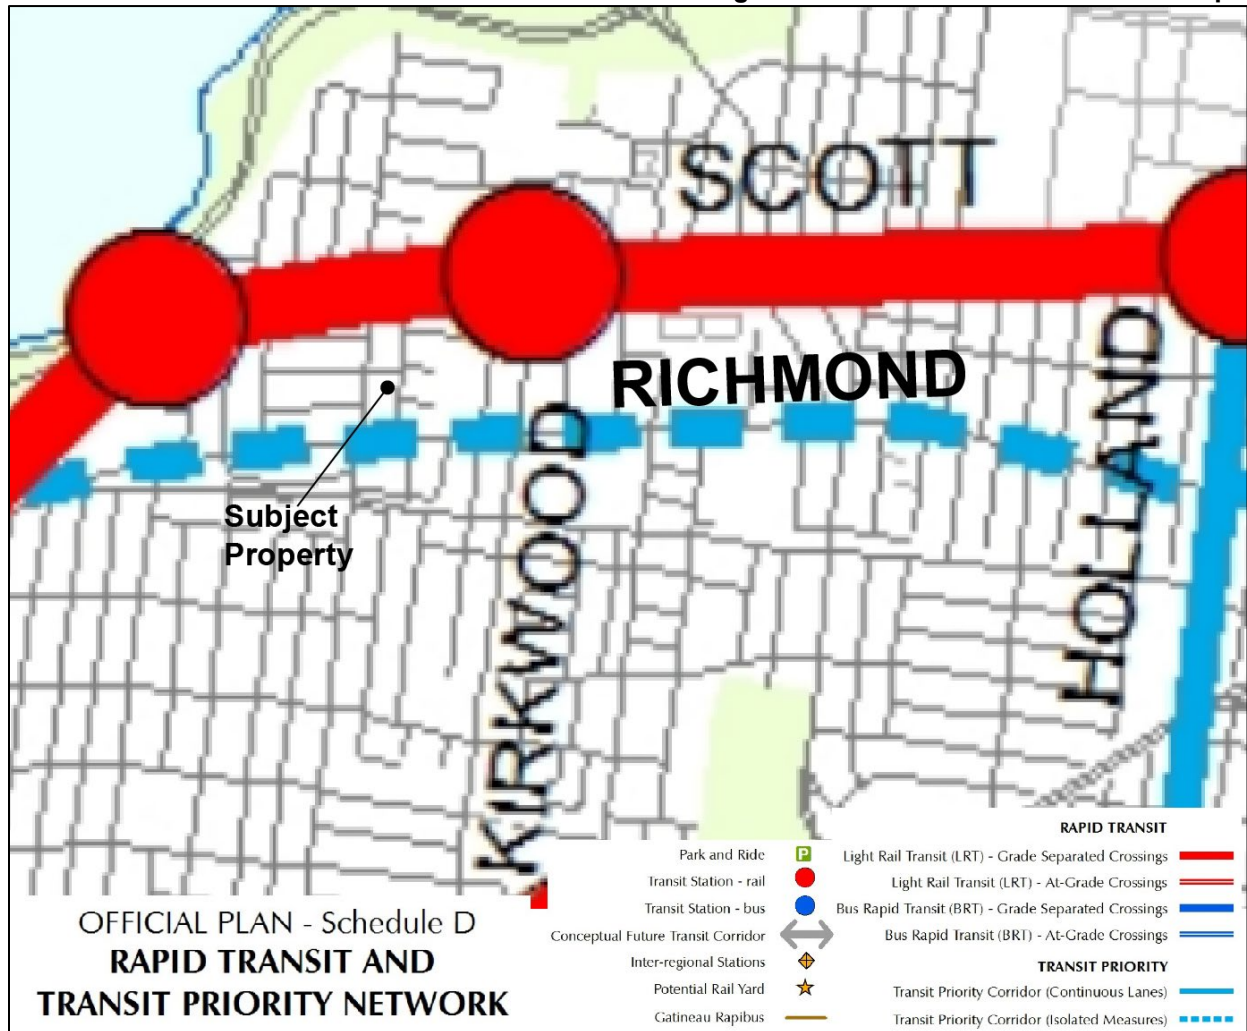 SCOTT
RICHMOND
HOLLAND
KIRKWOOD
Subject
Property
OFFICIAL PLAN - Schedule D
RAPID TRANSIT AND
TRANSIT PRIORITY NETWORK
Park and Ride P
Transit Station - rail
Transit Station - bus
Conceptual Future Transit Corridor
Inter-regional Stations
Potential Rail Yard
Gatineau Rapibus
RAPID TRANSIT
Light Rail Transit (LRT) - Grade Separated Crossings
Light Rail Transit (LRT) - At-Grade Crossings
Bus Rapid Transit (BRT) - Grade Separated Crossings
Bus Rapid Transit (BRT) - At-Grade Crossings
TRANSIT PRIORITY
Transit Priority Corridor (Continuous Lanes)
Transit Priority Corridor (Isolated Measures)